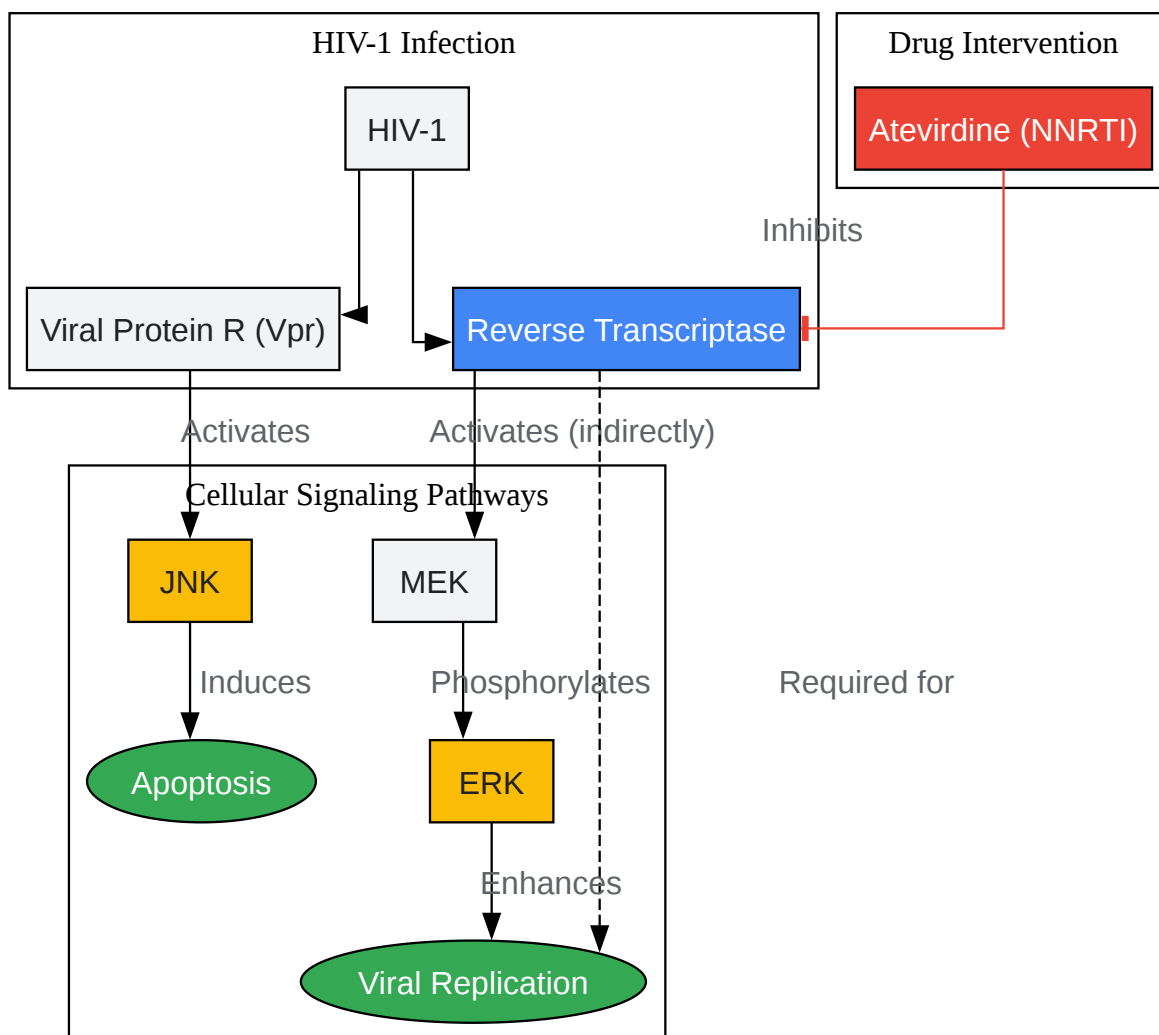 HIV-1 Infection
Drug Intervention
HIV-1
Atevirdine (NNRTI)
Inhibits
Viral Protein R (Vpr)
Reverse Transcriptase
Activates
Activates (indirectly)
Cellular Signaling Pathways
JNK
MEK
Induces
Phosphorylates
Required for
Apoptosis
ERK
Enhances
Viral Replication